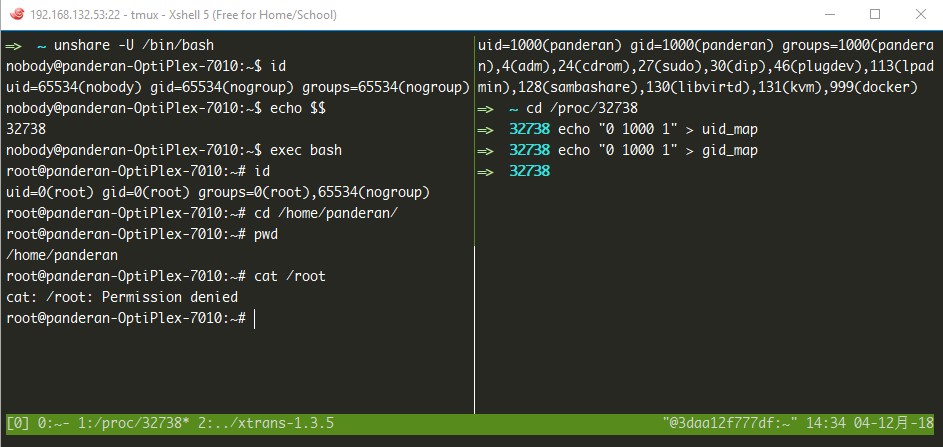 192.168.132.53:22 - tmux - Xshell 5 (Free for Home/School)
=> ~ unshare -U /bin/bash
nobody@panderan-OptiPlex-7010:~$ id
uid=65534(nobody) gid=65534(nogroup) groups=65534(nogroup)
nobody@panderan-OptiPlex-7010:~$ echo $$
32738
nobody@panderan-OptiPlex-7010:~$ exec bash
root@panderan-OptiPlex-7010:~# id
uid=0(root) gid=0(root) groups=0(root),65534(nogroup)
root@panderan-OptiPlex-7010:~# cd /home/panderan/
root@panderan-OptiPlex-7010:~# pwd
/home/panderan
root@panderan-OptiPlex-7010:~# cat /root
cat: /root: Permission denied
root@panderan-OptiPlex-7010:~#
uid=1000(panderan) gid=1000(panderan) groups=1000(pandera
n),4(adm),24(cdrom),27(sudo),30(dip),46(plugdev),113(lpad
min),128(sambashare),130(libvirtd),131(kvm),999(docker)
=> ~ cd /proc/32738
=> 32738 echo "0 1000 1" > uid_map
=> 32738 echo "0 1000 1" > gid_map
=> 32738
[0] 0:~- 1:/proc/32738* 2:../xtrans-1.3.5 "@3daa12f777df:~" 14:34 04-12月-18